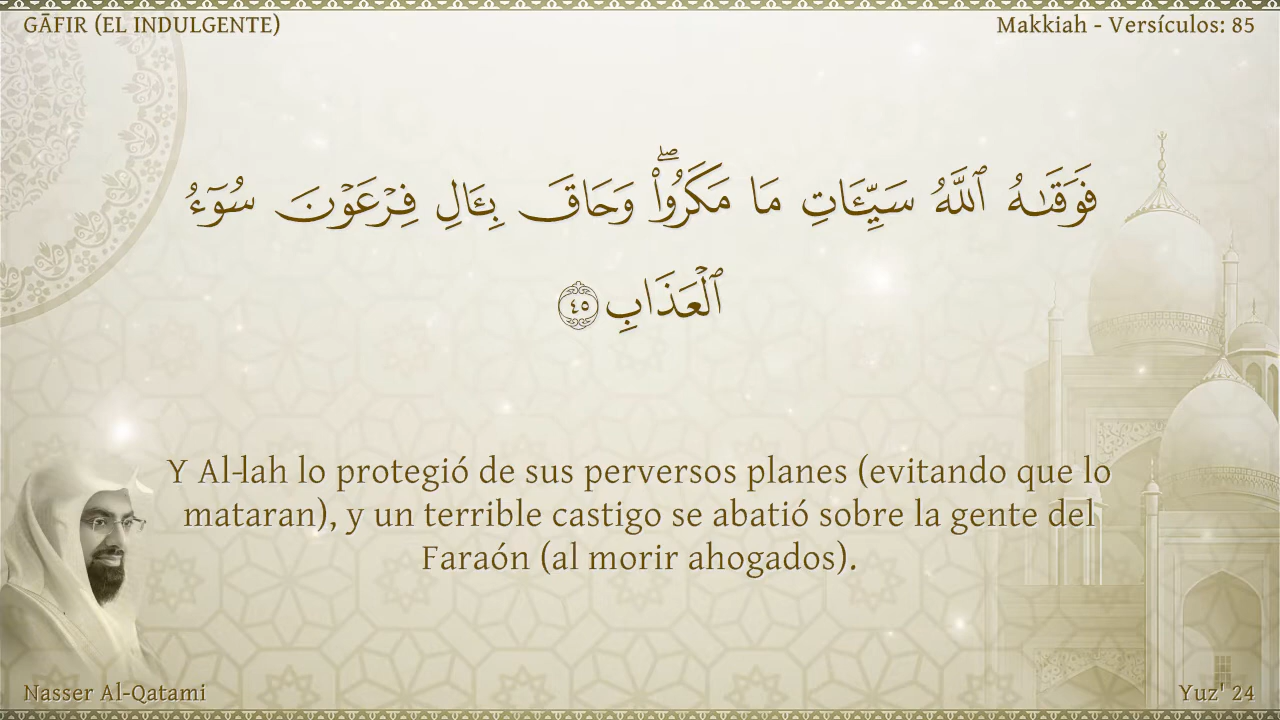 GĀFIR (EL INDULGENTE)
Makkiah - Versículos: 85
فَوَقَىٰهُ ٱللَّهُ سَيِّـَٔاتِ مَا مَكَرُوا۟ ۖ وَحَاقَ بِـَٔالِ فِرْعَوْنَ سُوٓءُ
ٱلْعَذَابِ ٤٥
Y Al-lah lo protegió de sus perversos planes (evitando que lo
mataran), y un terrible castigo se abatió sobre la gente del
Faraón (al morir ahogados).
Nasser Al-Qatami
Yuz' 24